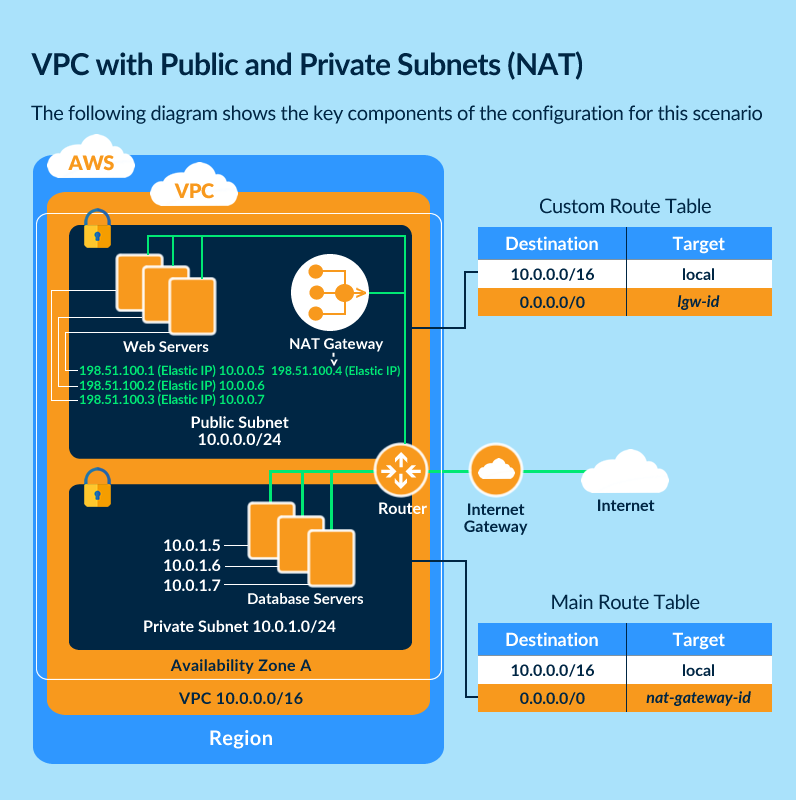 VPC with Public and Private Subnets (NAT)
The following diagram shows the key components of the configuration for this scenario
AWS
VPC
Web Servers
NAT Gateway
198.51.100.1 (Elastic IP) 10.0.0.5
198.51.100.2 (Elastic IP) 10.0.0.6
198.51.100.3 (Elastic IP) 10.0.0.7
198.51.100.4 (Elastic IP)
Public Subnet
10.0.0.0/24
Router
Internet
Gateway
Internet
10.0.1.5
10.0.1.6
10.0.1.7
Database Servers
Private Subnet 10.0.1.0/24
Availability Zone A
VPC 10.0.0.0/16
Region
Custom Route Table
Destination Target
10.0.0.0/16 local
0.0.0.0/0 lgw-id
Main Route Table
Destination Target
10.0.0.0/16 local
0.0.0.0/0 nat-gateway-id